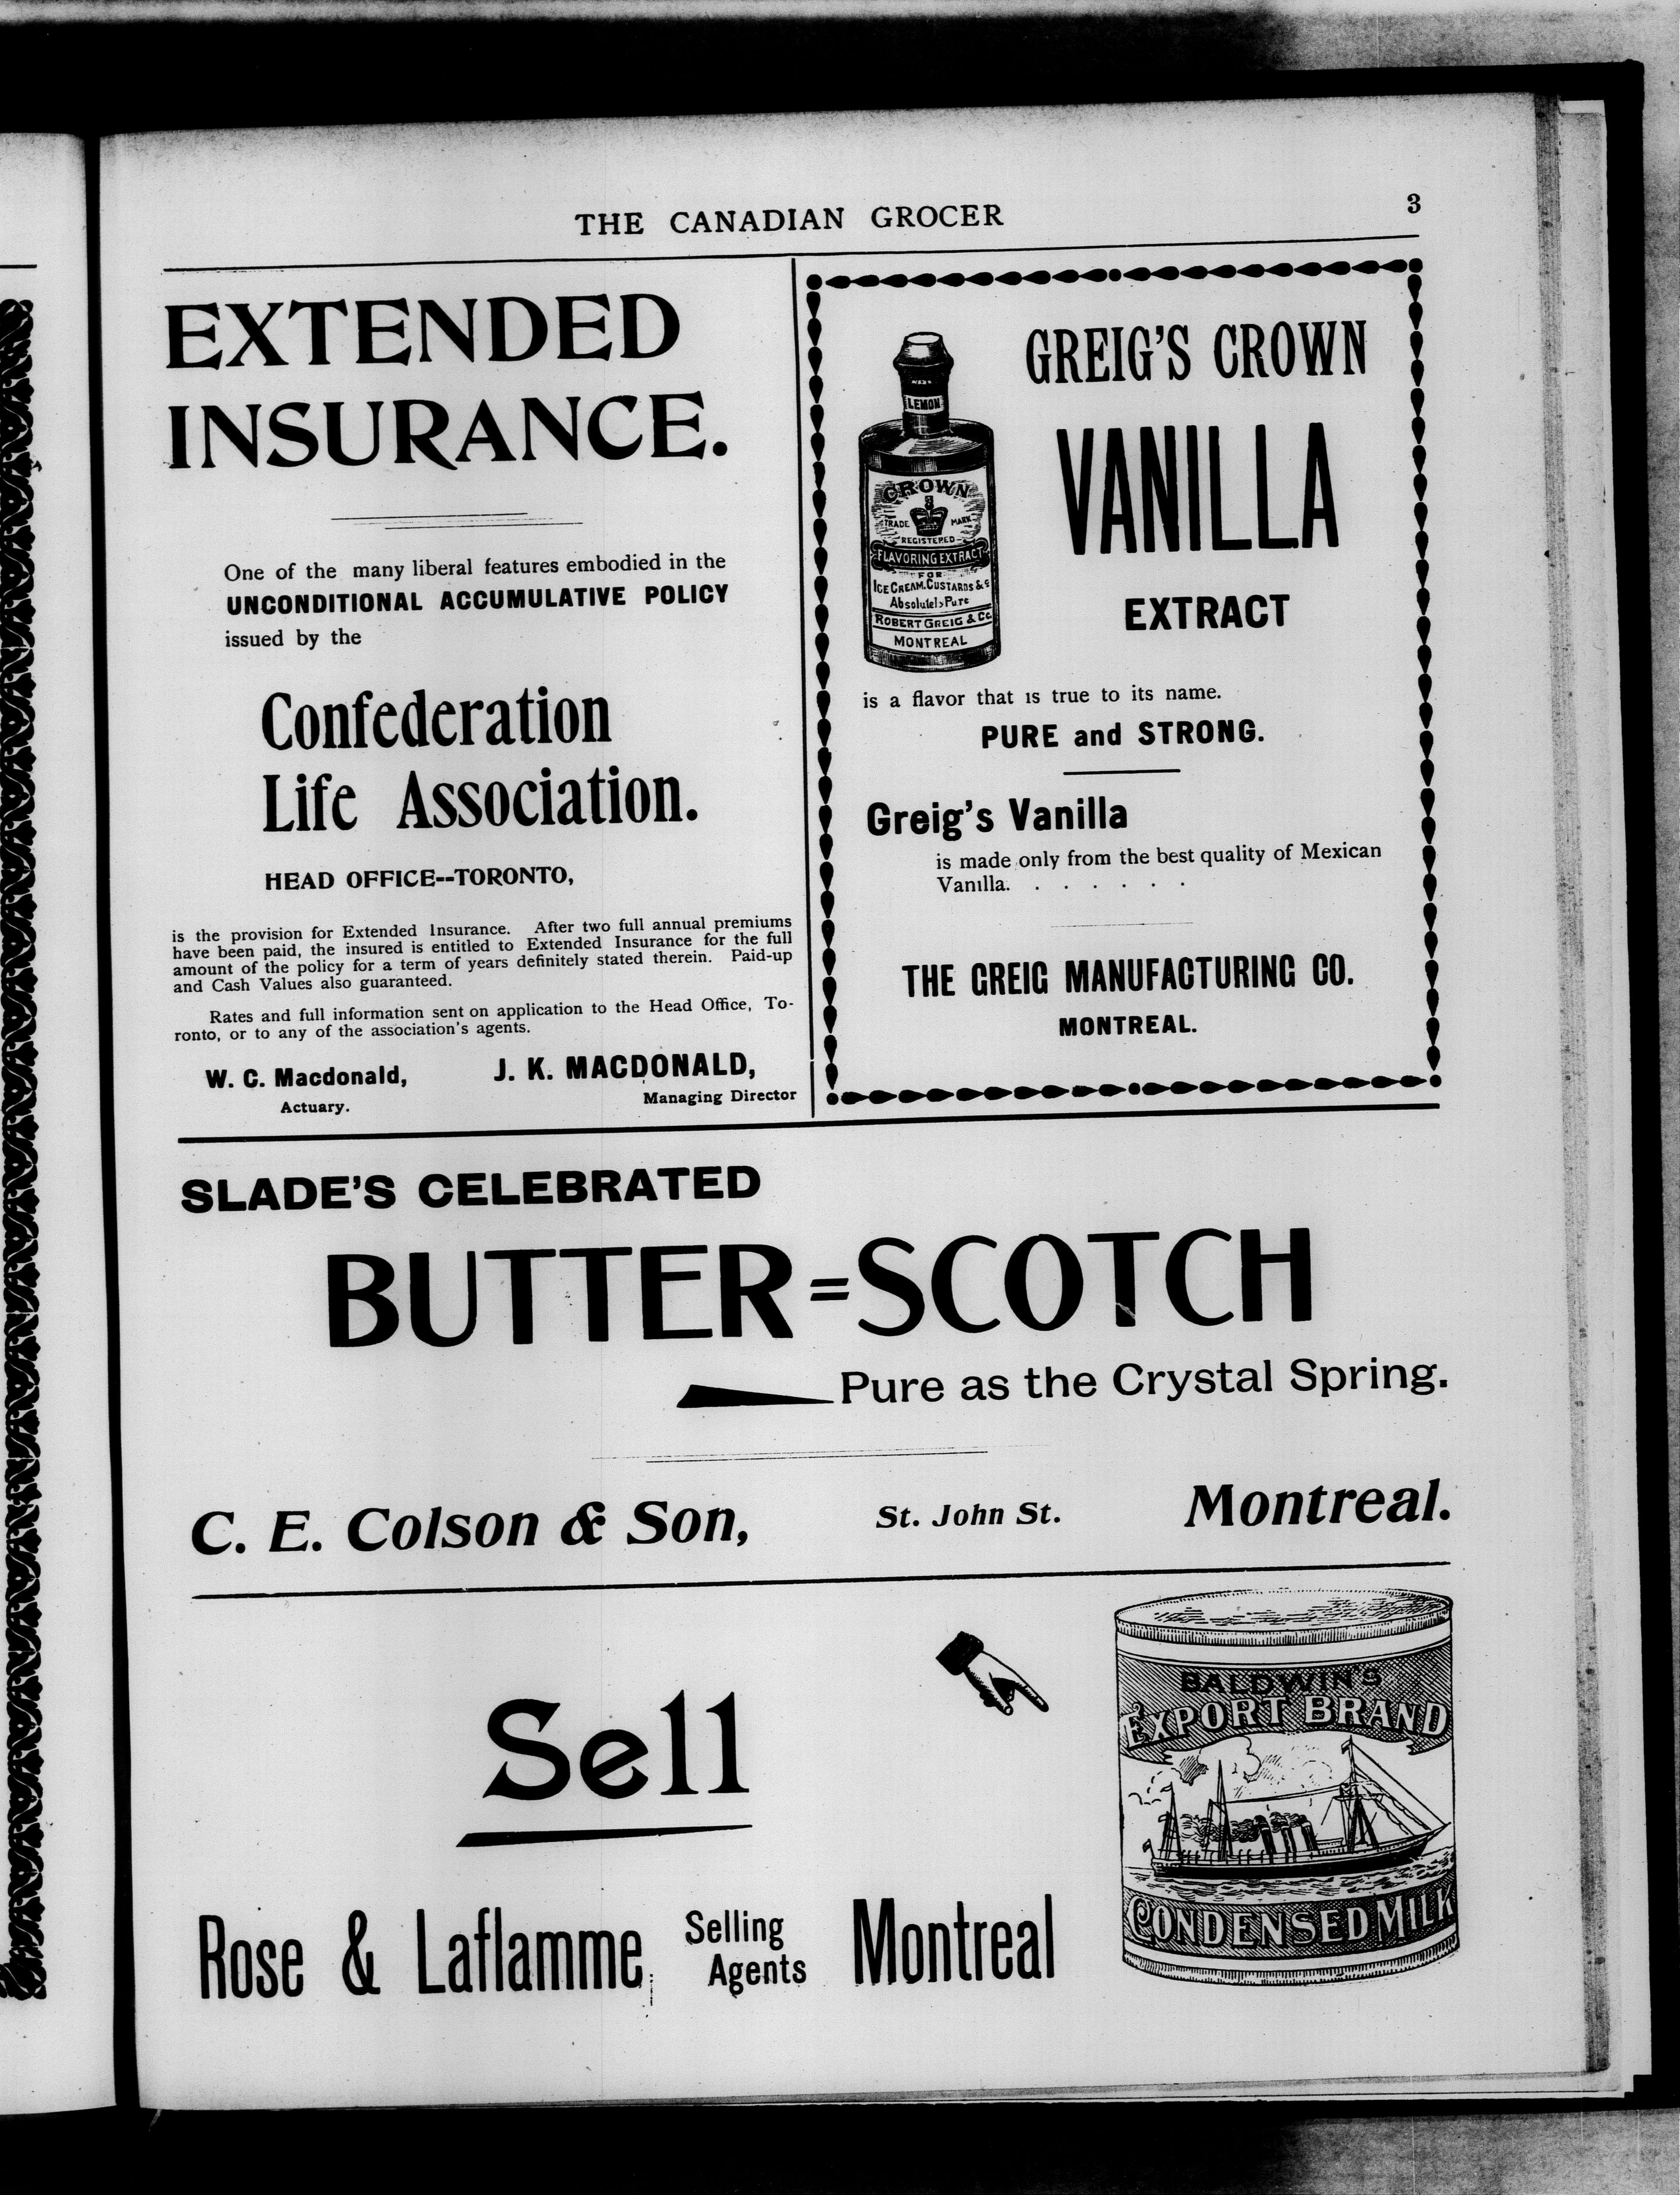 THE CANADIAN GROCER
3
EXTENDED
INSURANCE.
One of the many liberal features embodied in the
UNCONDITIONAL ACCUMULATIVE POLICY
issued by the
Confederation
Life Association.
HEAD OFFICE--TORONTO,
is the provision for Extended Insurance. After two full annual premiums
have been paid, the insured is entitled to Extended Insurance for the full
amount of the policy for a term of years definitely stated therein. Paid-up
and Cash Values also guaranteed.
Rates and full information sent on application to the Head Office, To-
ronto, or to any of the association's agents.
W. C. Macdonald,
Actuary.
J. K. MACDONALD,
Managing Director
GREIG'S CROWN
VANILLA
EXTRACT
LEMON
CROWN
TRADE MARK
REGISTERED
FLAVORING EXTRACT
FOR
ICE CREAM, CUSTARDS &c
Absolutely Pure
ROBERT GREIG & Co
MONTREAL
is a flavor that is true to its name.
PURE and STRONG.
Greig's Vanilla
is made only from the best quality of Mexican
Vanilla. . . . . . .
THE GREIG MANUFACTURING CO.
MONTREAL.
SLADE'S CELEBRATED
BUTTER=SCOTCH
Pure as the Crystal Spring.
C. E. Colson & Son, St. John St. Montreal.
Sell
BALDWIN'S
EXPORT BRAND
CONDENSED MILK
Rose & Laflamme
Selling
Agents
Montreal